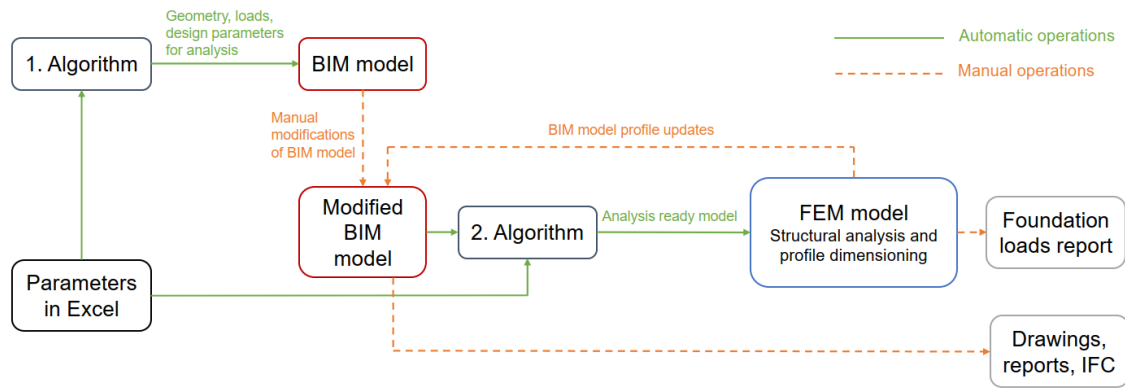 Geometry, loads,
design parameters
for analysis
1. Algorithm
BIM model
Automatic operations
Manual operations
Manual
modifications
of BIM model
BIM model profile updates
Modified
BIM
model
2. Algorithm
Analysis ready model
FEM model
Structural analysis and
profile dimensioning
Foundation
loads report
Parameters
in Excel
Drawings,
reports, IFC